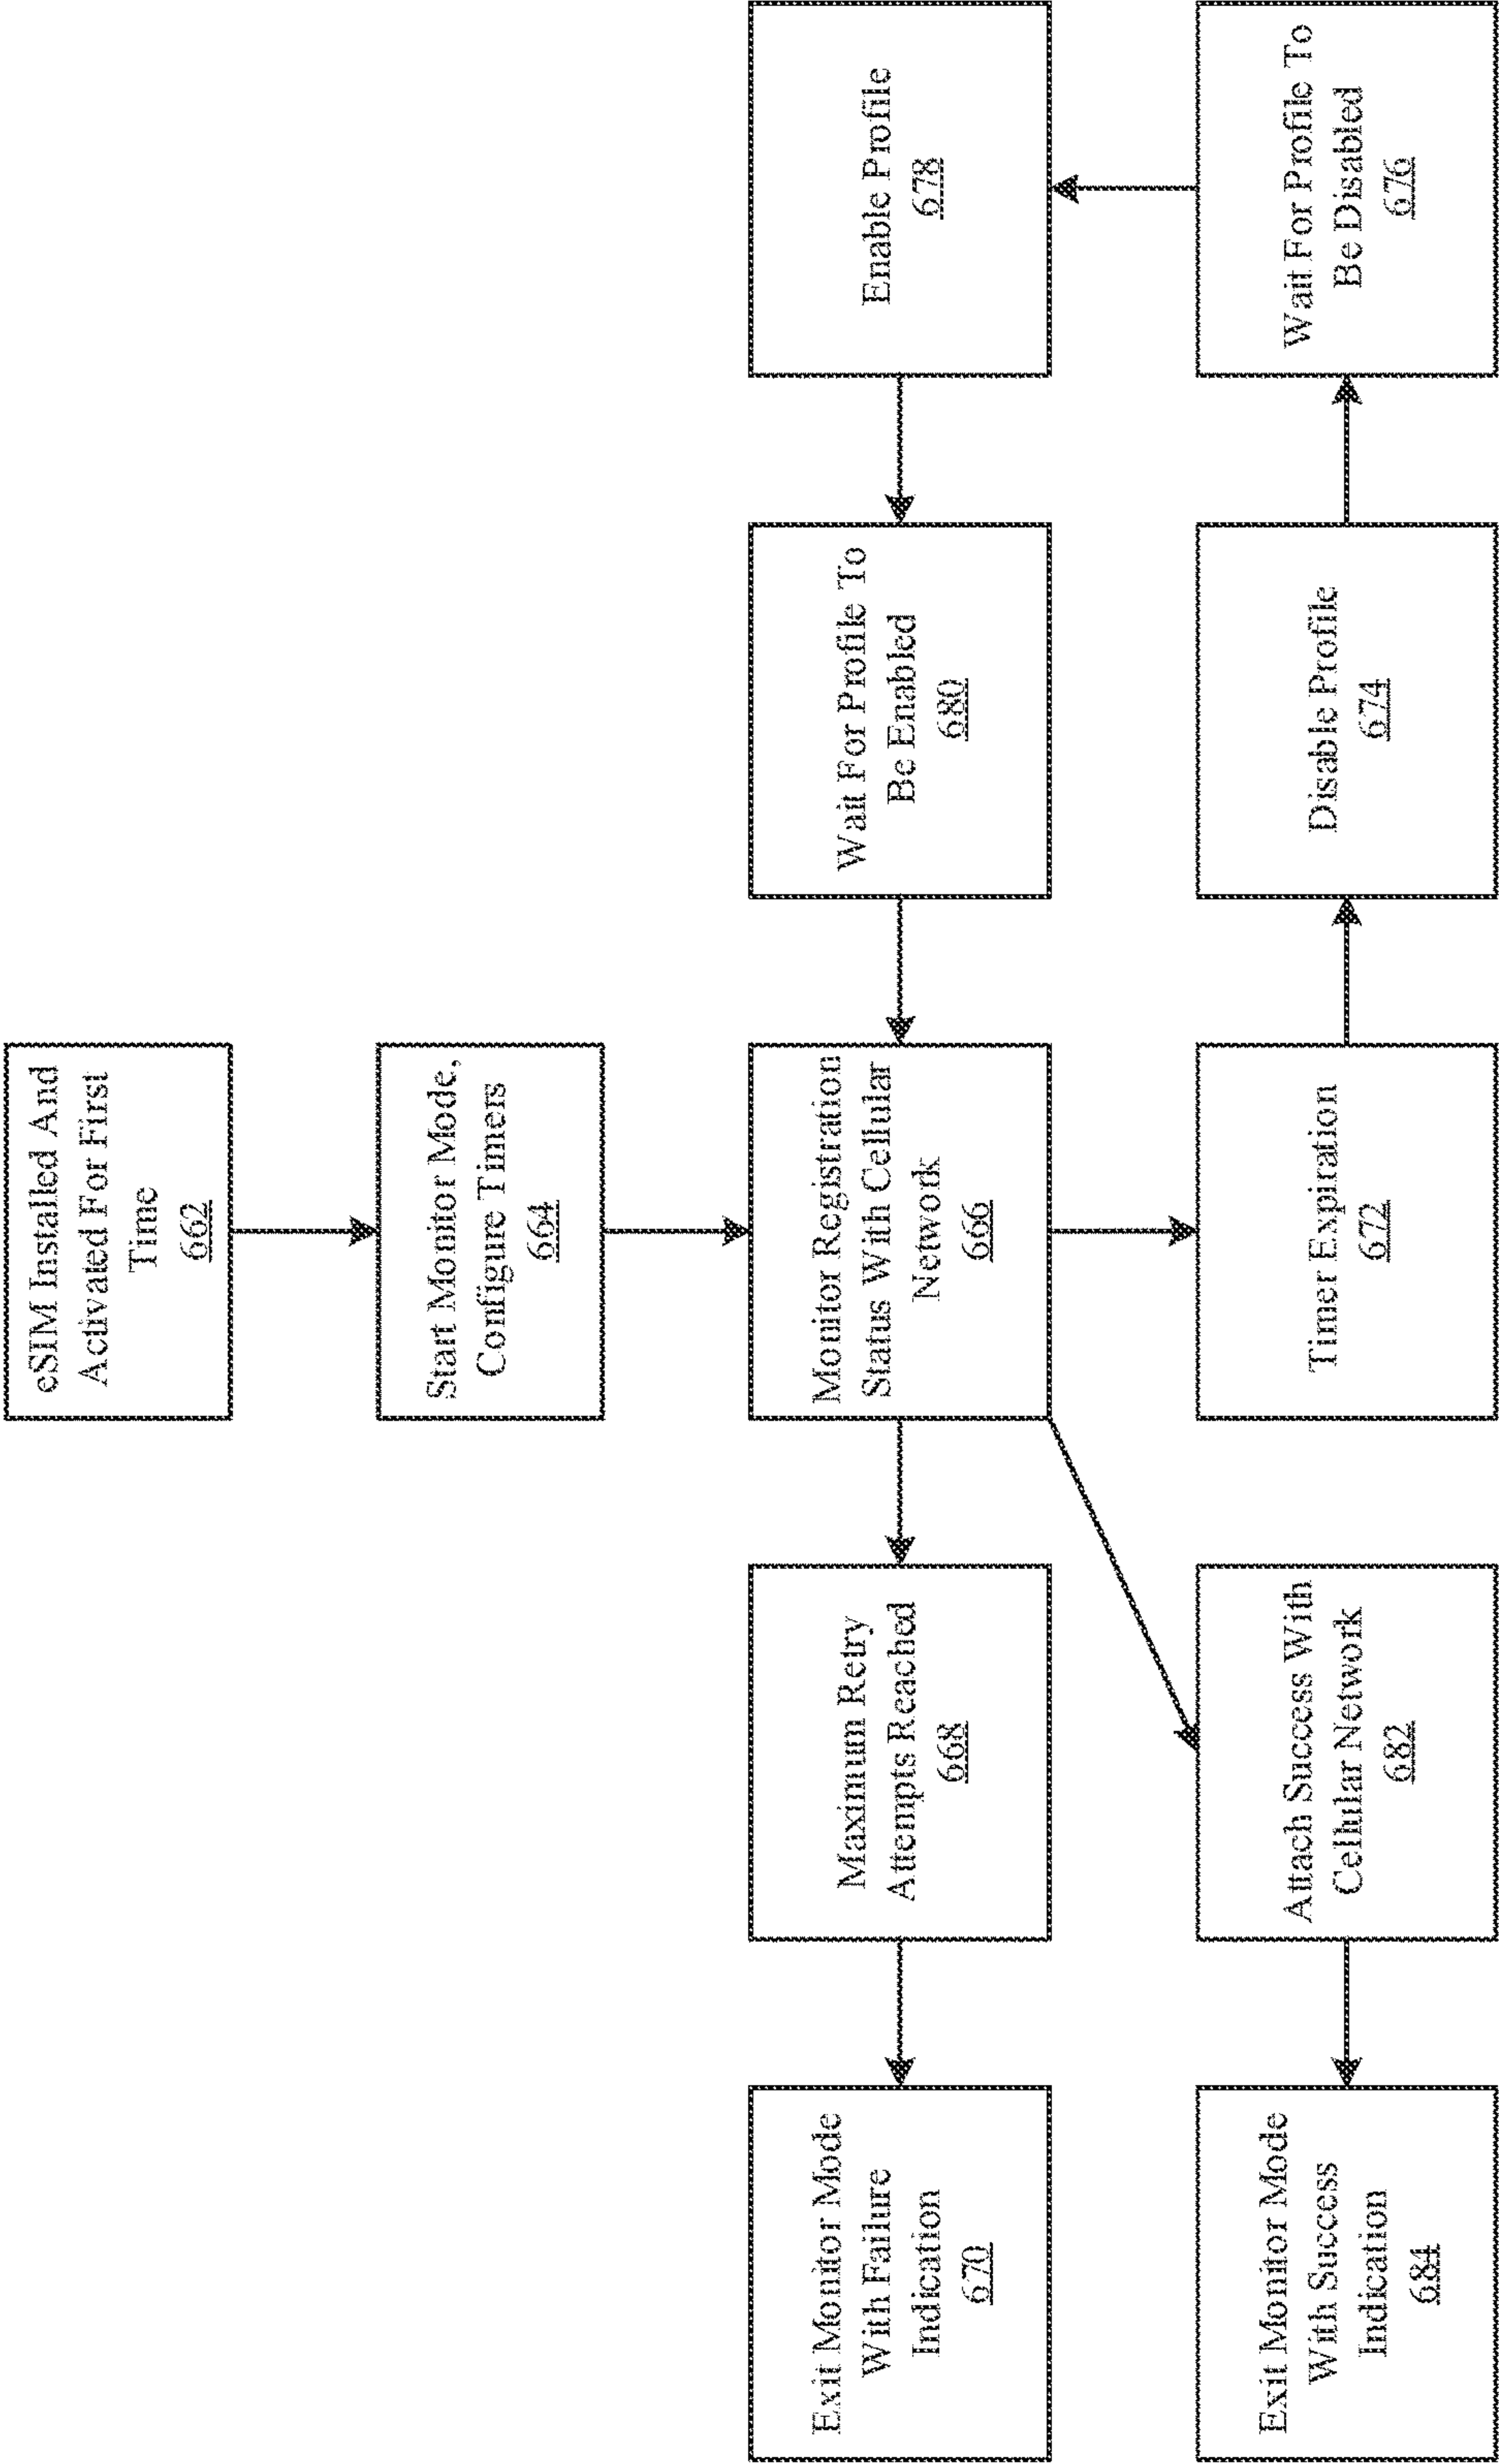 eSIM Installed And
Activated For First
Time
662
Start Monitor Mode,
Configure Timers
664
Exit Monitor Mode
With Failure
Indication
670
Maximum Retry
Attempts Reached
668
Monitor Registration
Status With Cellular
Network
666
Wait For Profile To
Be Enabled
680
Enable Profile
678
Exit Monitor Mode
With Success
Indication
684
Attach Success With
Cellular Network
682
Timer Expiration
672
Disable Profile
674
Wait For Profile To
Be Disabled
676